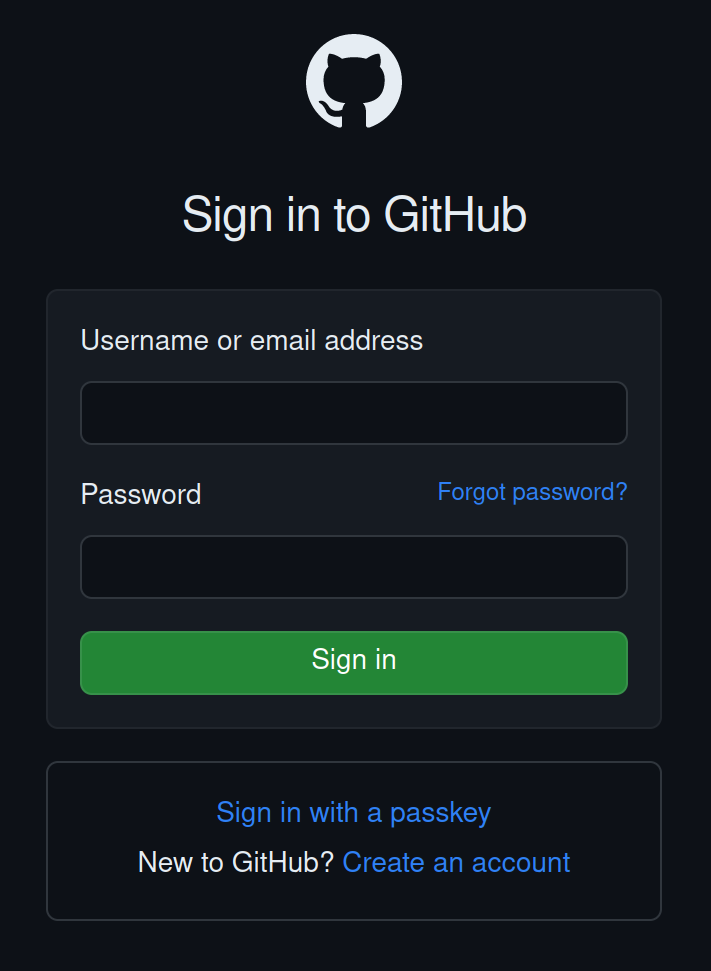 Sign in to GitHub
Username or email address
Password
Forgot password?
Sign in
Sign in with a passkey
New to GitHub? Create an account